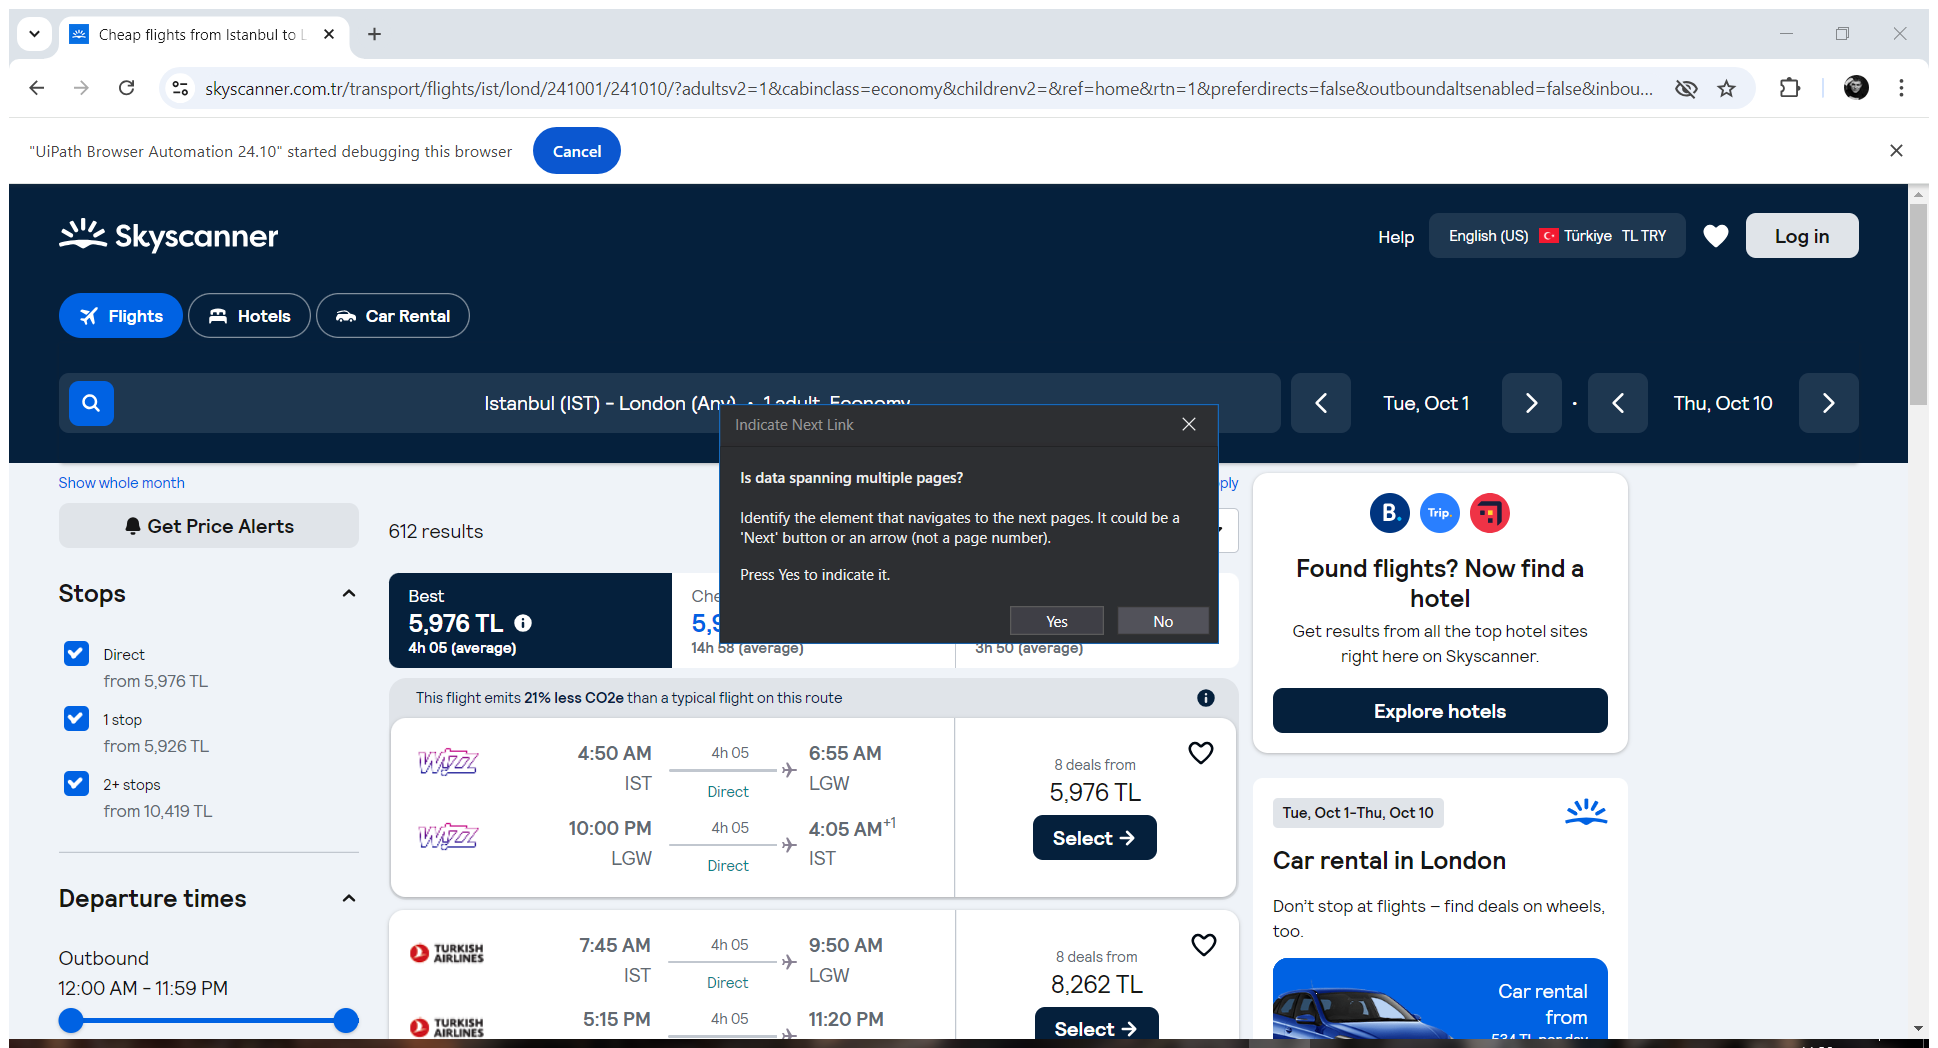 Cheap flights from Istanbul to L
skyscanner.com.tr/transport/flights/ist/lond/241001/241010/?adultsv2=1&cabinclass=economy&childrenv2=&ref=home&rtn=1&preferdirects=false&outboundaltsenabled=false&inbou...
"UiPath Browser Automation 24.10" started debugging this browser
Cancel
Skyscanner
Help
English (US) Türkiye TL TRY
Log in
Flights
Hotels
Car Rental
Istanbul (IST) - London (Any) • 1 adult, Economy
Tue, Oct 1
Thu, Oct 10
Indicate Next Link
Is data spanning multiple pages?
Identify the element that navigates to the next pages. It could be a
'Next' button or an arrow (not a page number).
Press Yes to indicate it.
Yes
No
Show whole month
Get Price Alerts
612 results
Stops
Direct
from 5,976 TL
1 stop
from 5,926 TL
2+ stops
from 10,419 TL
Departure times
Outbound
12:00 AM - 11:59 PM
Best
5,976 TL
4h 05 (average)
Che
5,9
14h 58 (average)
3h 50 (average)
This flight emits 21% less CO2e than a typical flight on this route
Wizz
4:50 AM
IST
4h 05
Direct
6:55 AM
LGW
Wizz
10:00 PM
LGW
4h 05
Direct
4:05 AM+1
IST
8 deals from
5,976 TL
Select →
TURKISH
AIRLINES
7:45 AM
IST
4h 05
Direct
9:50 AM
LGW
TURKISH
AIRLINES
5:15 PM
4h 05
11:20 PM
8 deals from
8,262 TL
Select →
ply
B.
Trip.
Found flights? Now find a
hotel
Get results from all the top hotel sites
right here on Skyscanner.
Explore hotels
Tue, Oct 1-Thu, Oct 10
Car rental in London
Don't stop at flights – find deals on wheels,
too.
Car rental
from
534 TL per day